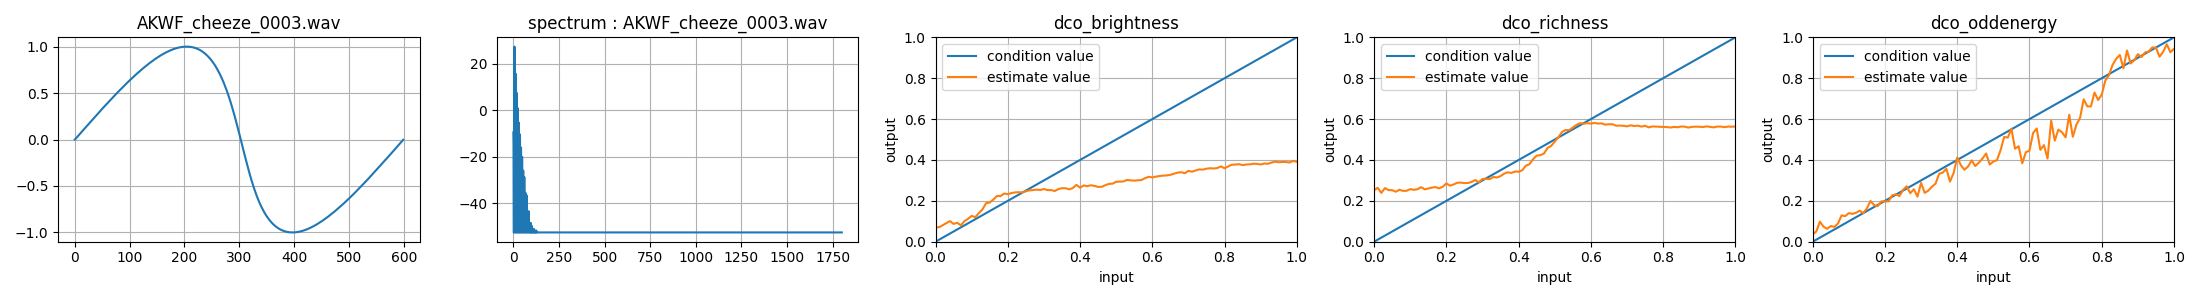 AKWF_cheeze_0003.wav
1.0
0.5
0.0
−0.5
−1.0
0 100 200 300 400 500 600
spectrum : AKWF_cheeze_0003.wav
20
0
−20
−40
0 250 500 750 1000 1250 1500 1750
dco_brightness
condition value
estimate value
output
1.0
0.8
0.6
0.4
0.2
0.0
0.0 0.2 0.4 0.6 0.8 1.0
input
dco_richness
condition value
estimate value
output
1.0
0.8
0.6
0.4
0.2
0.0
0.0 0.2 0.4 0.6 0.8 1.0
input
dco_oddenergy
condition value
estimate value
output
1.0
0.8
0.6
0.4
0.2
0.0
0.0 0.2 0.4 0.6 0.8 1.0
input